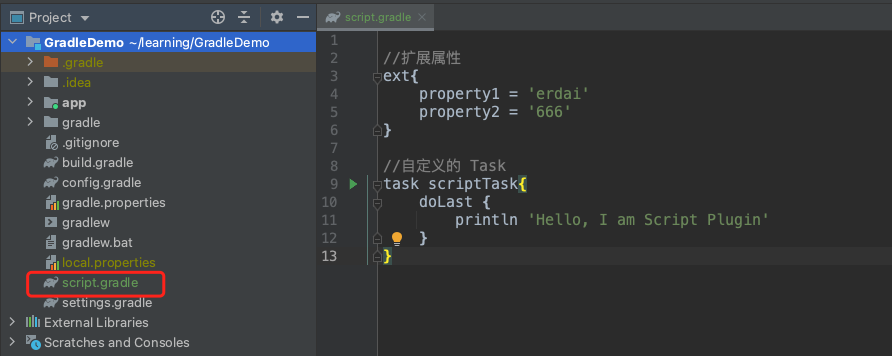 Project
GradleDemo ~/learning/GradleDemo
.gradle
.idea
app
gradle
.gitignore
build.gradle
config.gradle
gradle.properties
gradlew
gradlew.bat
local.properties
script.gradle
settings.gradle
External Libraries
Scratches and Consoles
script.gradle
1
2 //扩展属性
3 ext{
4 property1 = 'erdai'
5 property2 = '666'
6 }
7
8 //自定义的 Task
9 task scriptTask{
10 doLast {
11 println 'Hello, I am Script Plugin'
12 }
13 }